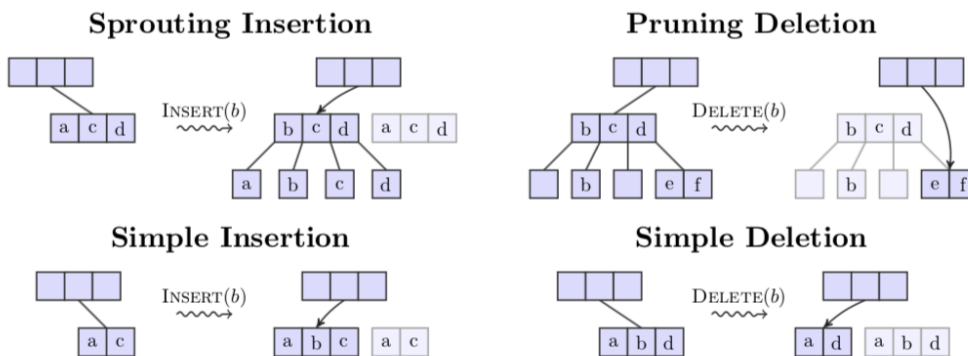 Sprouting Insertion
a c d
INSERT(b)
b c d a c d
a b c d
Pruning Deletion
b c d
DELETE(b)
b c d
b e f
b e f
Simple Insertion
a c
INSERT(b)
a b c a c
Simple Deletion
a b d
DELETE(b)
a d a b d